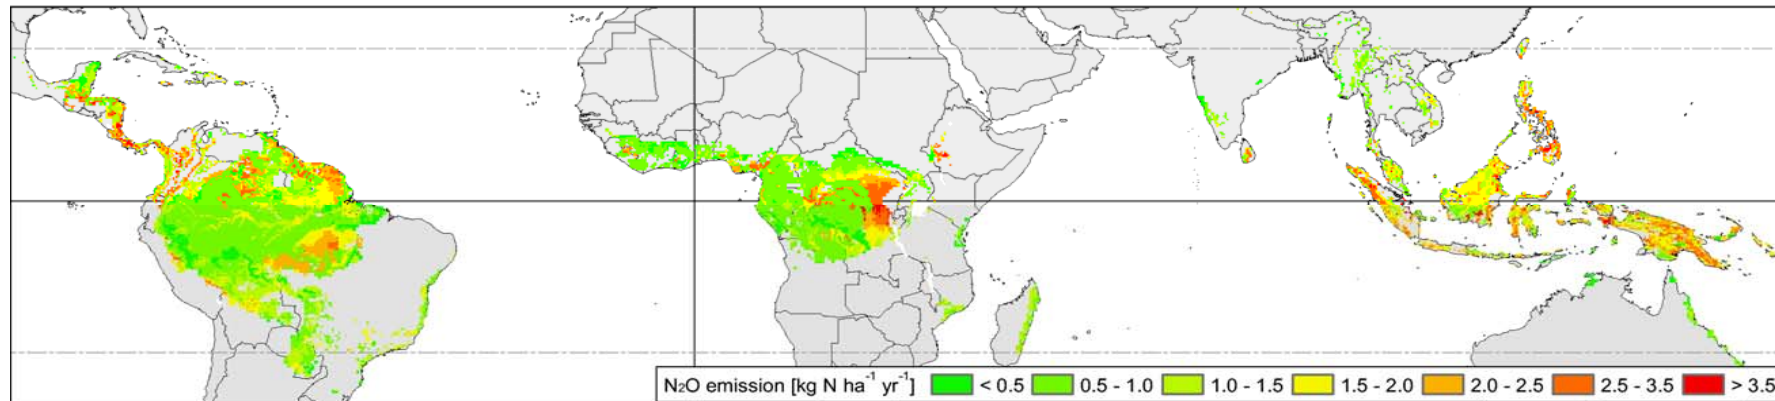 N₂O emission [kg N ha⁻¹ yr⁻¹] < 0.5 0.5 - 1.0 1.0 - 1.5 1.5 - 2.0 2.0 - 2.5 2.5 - 3.5 > 3.5